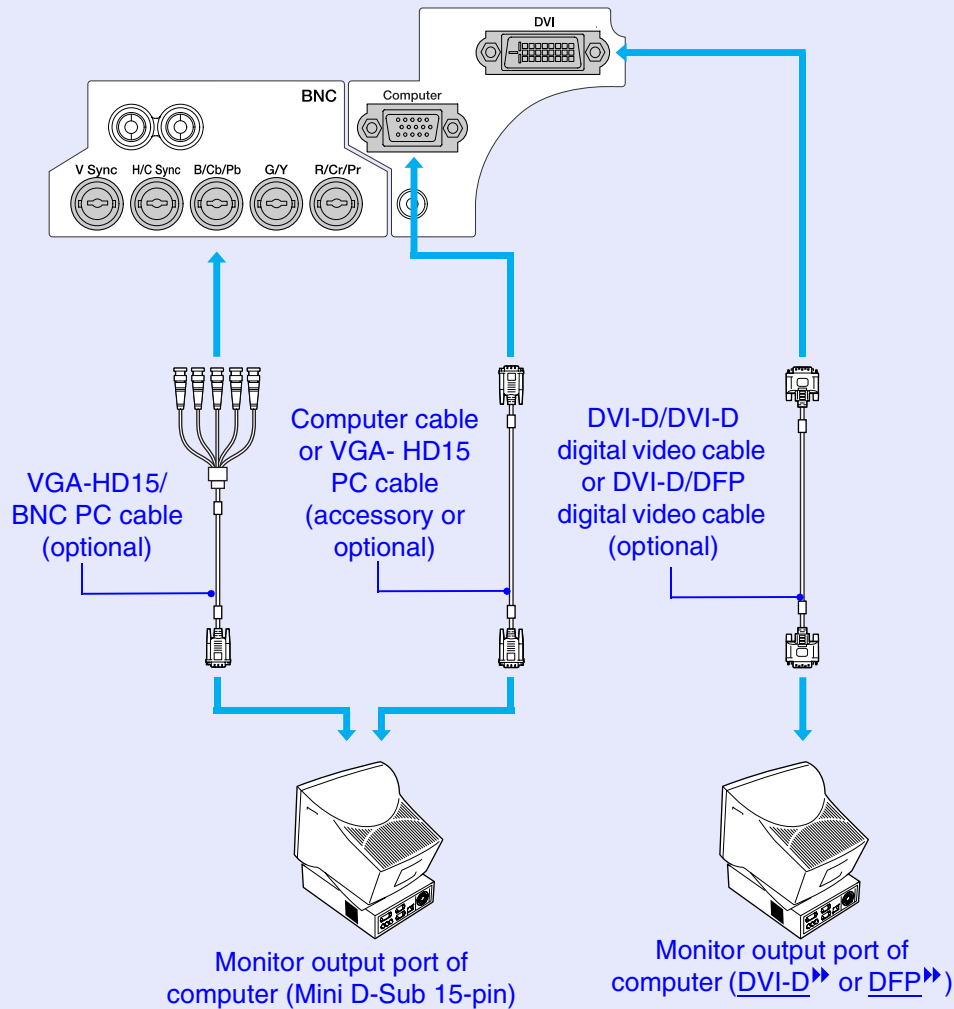 DVI
BNC
Computer
V Sync H/C Sync B/Cb/Pb G/Y R/Cr/Pr
VGA-HD15/
BNC PC cable
(optional)
Computer cable
or VGA- HD15
PC cable
(accessory or
optional)
DVI-D/DVI-D
digital video cable
or DVI-D/DFP
digital video cable
(optional)
Monitor output port of
computer (Mini D-Sub 15-pin)
Monitor output port of
computer (DVI-D or DFP)